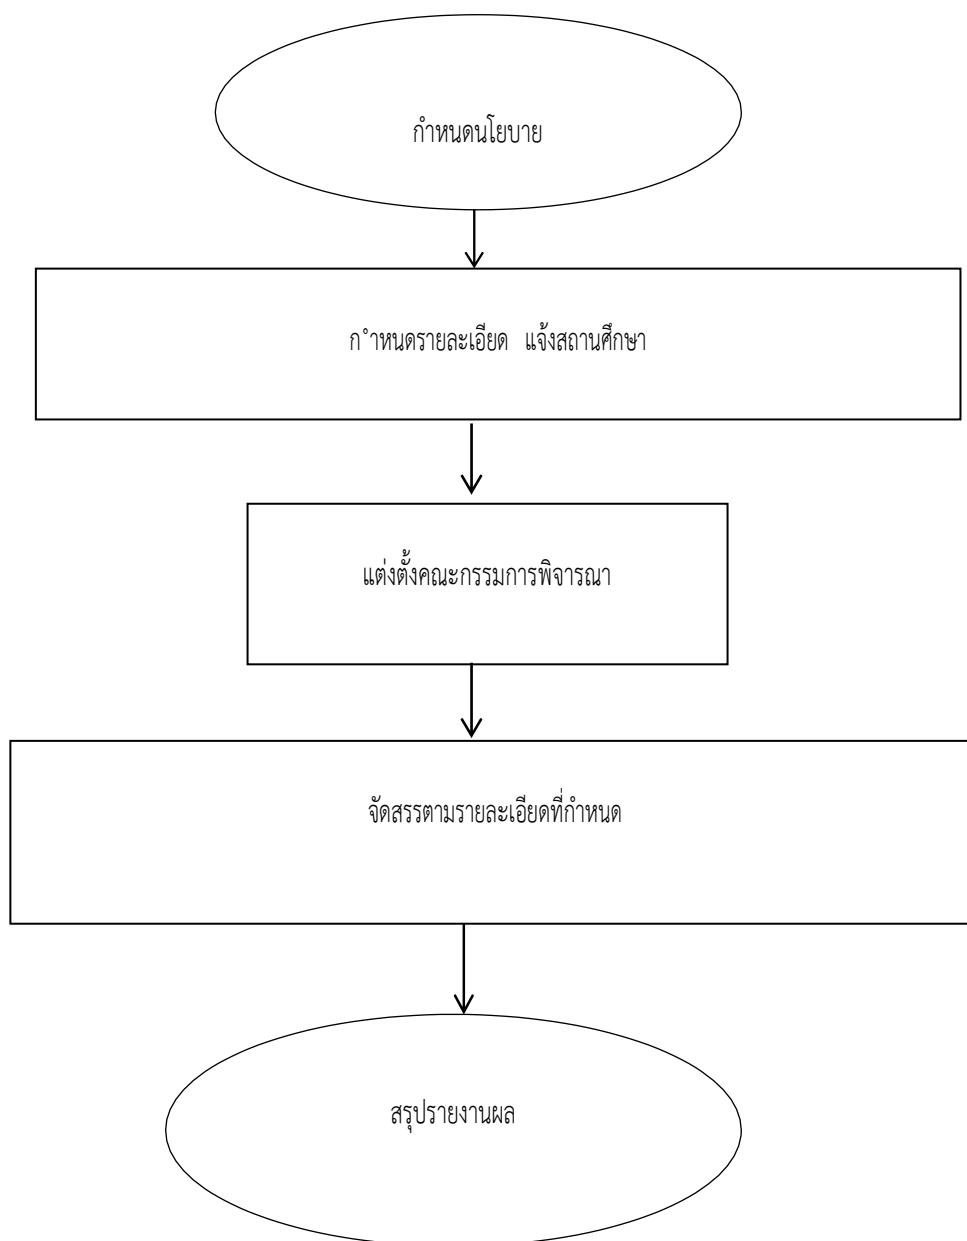 กำหนดนโยบาย
ก ำหนดรายละเอียด แจ้งสถานศึกษา
แต่งตั้งคณะกรรมการพิจารณา
จัดสรรตามรายละเอียดที่กำหนด
สรุปรายงานผล